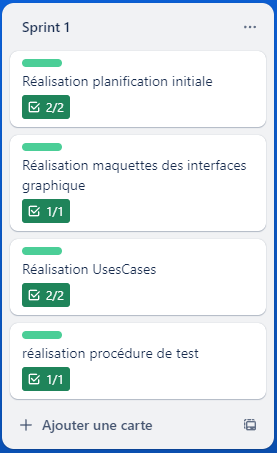 Sprint 1
Réalisation planification initiale
2/2
Réalisation maquettes des interfaces
graphique
1/1
Réalisation UsesCases
2/2
réalisation procédure de test
1/1
Ajouter une carte